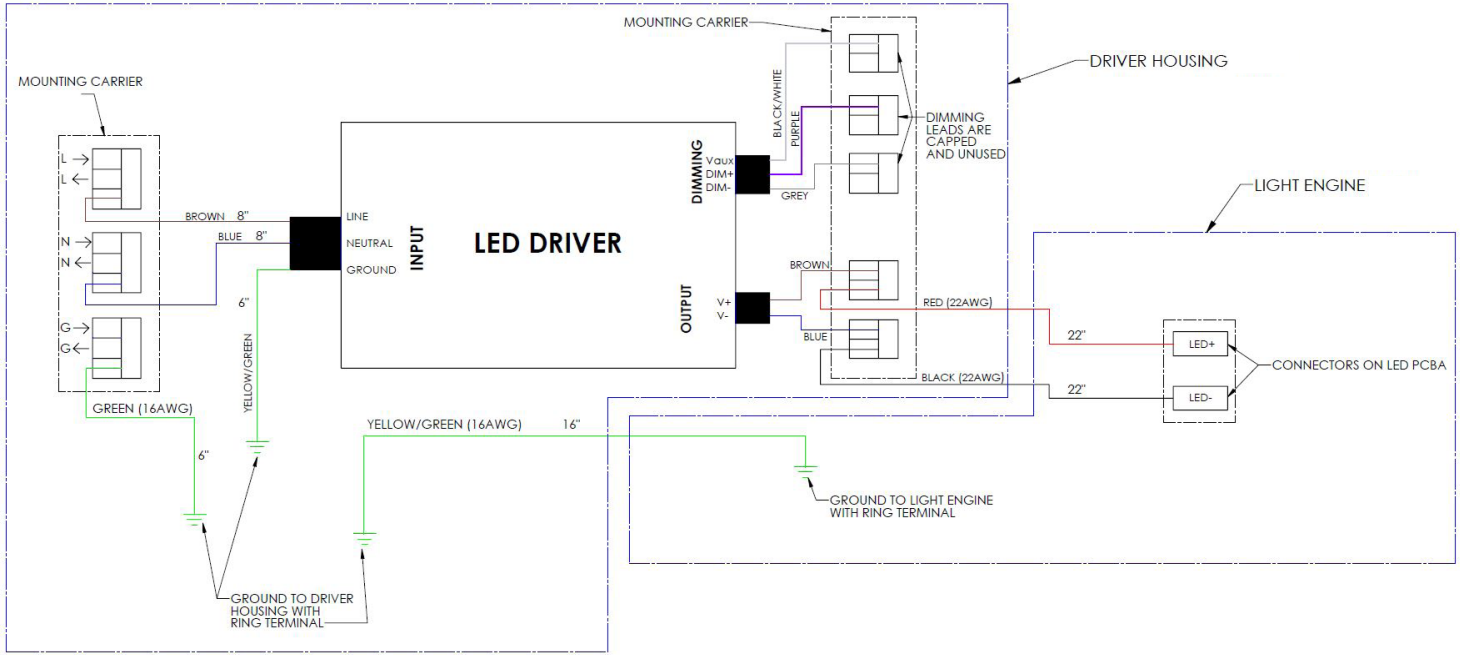 MOUNTING CARRIER
DRIVER HOUSING
MOUNTING CARRIER
BLACK/WHITE
PURPLE
DIMMING
LEADS ARE
CAPPED
AND UNUSED
L
L
DIMMING
Vaux
DIM+
DIM-
GREY
LIGHT ENGINE
BROWN 8"
LINE
BLUE 8"
NEUTRAL
GROUND
INPUT
LED DRIVER
N
N
BROWN
OUTPUT
V+
V-
6"
RED (22AWG)
G
G
YELLOW/GREEN
BLUE
22"
LED+
CONNECTORS ON LED PCBA
BLACK (22AWG)
22"
LED-
GREEN (16AWG)
6"
YELLOW/GREEN (16AWG) 16"
GROUND TO LIGHT ENGINE
WITH RING TERMINAL
GROUND TO DRIVER
HOUSING WITH
RING TERMINAL